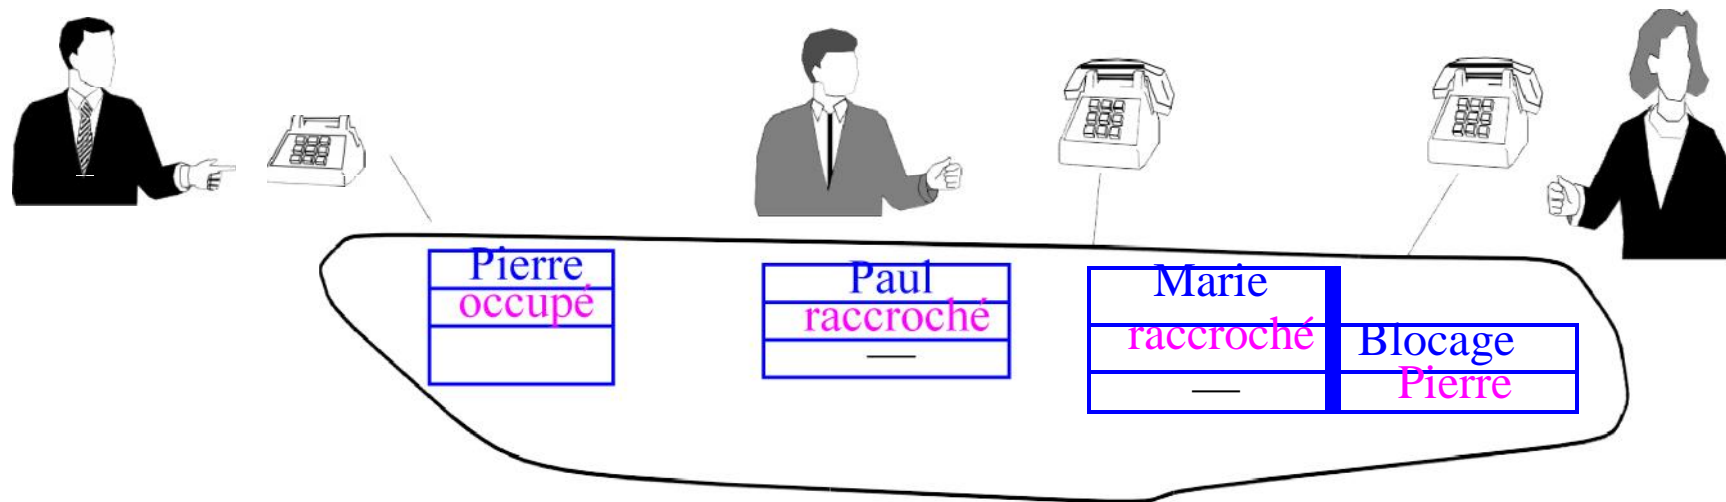 Pierre
occupé
Paul
raccroché
—
Marie
raccroché
—
Blocage
Pierre